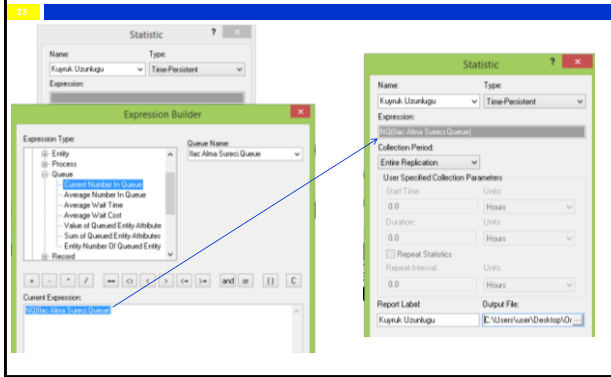 25
Statistic
?
Name:
Type:
Kuyruk Uzunlugu
Time-Persistent
Expression:
Expression Builder
Expression Type:
Entity
Process
Queue
Current Number In Queue
Average Number In Queue
Average Wait Time
Average Wait Cost
Value of Queued Entity Attribute
Sum of Queued Entity Attributes
Entity Number Of Queued Entity
Record
Queue Name:
Ilac Alma Sureci.Queue
+ - * / == <> < > <= >= and or () C
Current Expression:
NQ(Ilac Alma Sureci.Queue)
Statistic
?
Name:
Type:
Kuyruk Uzunlugu
Time-Persistent
Expression:
NQ(Ilac Alma Sureci.Queue)
Collection Period:
Entire Replication
User Specified Collection Parameters
Start Time:
Units:
0.0
Hours
Duration:
Units:
0.0
Hours
Repeat Statistics
Repeat Interval:
Units:
0.0
Hours
Report Label:
Output File:
Kuyruk Uzunlugu
C:\Users\user\Desktop\Or
...